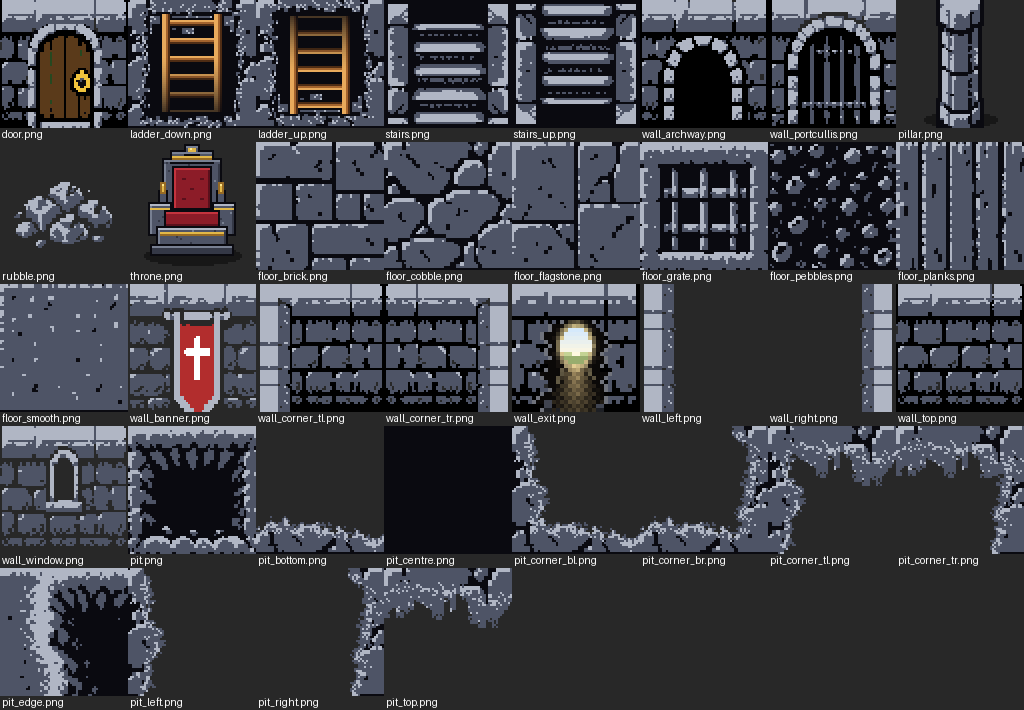 door.png ladder_down.png ladder_up.png stairs.png stairs_up.png wall_archway.png wall_portcullis.png pillar.png
rubble.png throne.png floor_brick.png floor_cobble.png floor_flagstone.png floor_grate.png floor_pebbles.png floor_planks.png
floor_smooth.png wall_banner.png wall_corner_tl.png wall_corner_tr.png wall_exit.png wall_left.png wall_right.png wall_top.png
wall_window.png pit.png pit_bottom.png pit_centre.png pit_corner_bl.png pit_corner_br.png pit_corner_tl.png pit_corner_tr.png
pit_edge.png pit_left.png pit_right.png pit_top.png